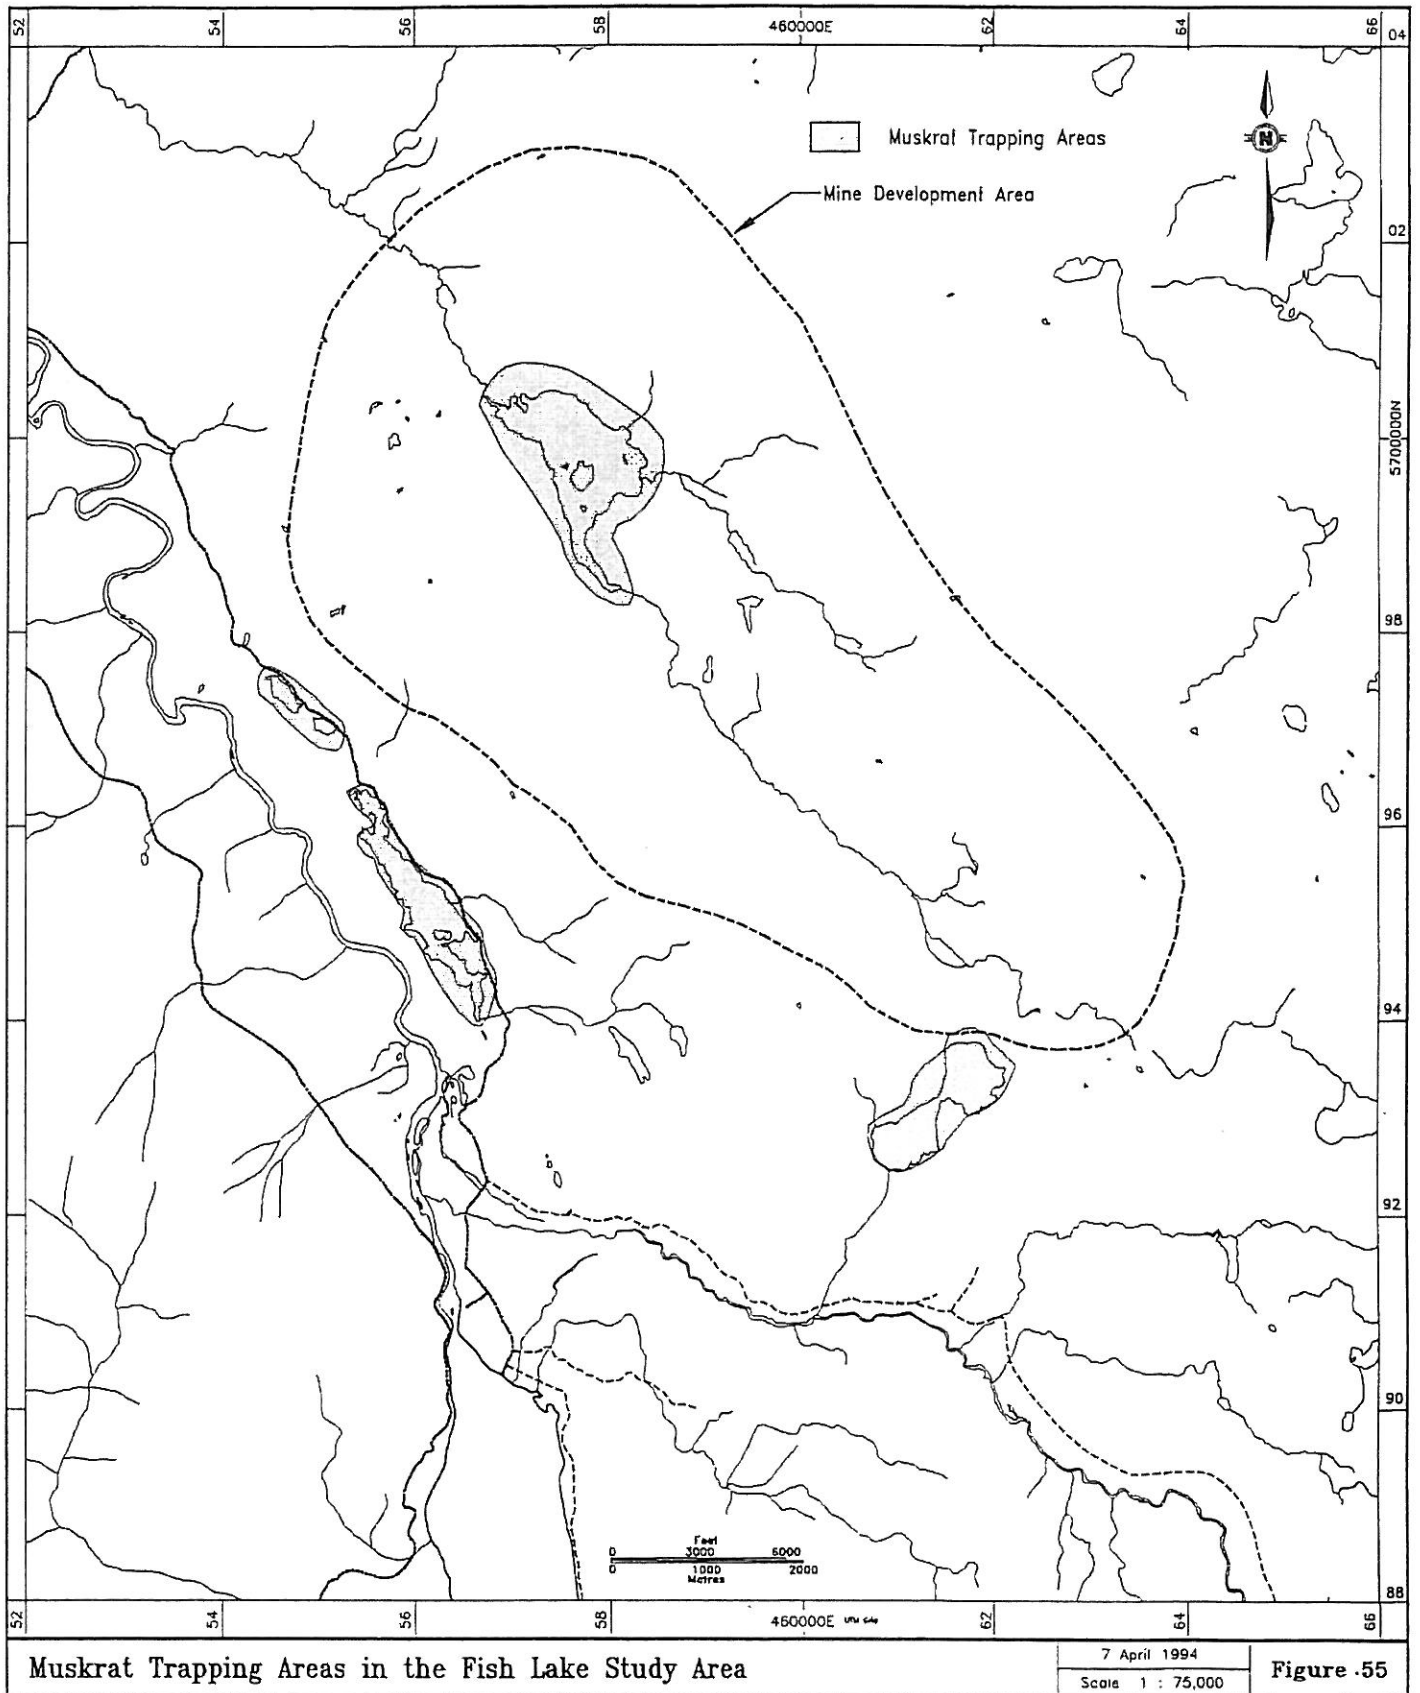 52 54 56 58 460000E 62 64 66
04
Muskrat Trapping Areas
N
Mine Development Area
02
5700000N
98
96
94
92
90
Feet
0 3000 6000
0 1000 2000
Metres
88
52 54 56 58 460000E 62 64 66
Muskrat Trapping Areas in the Fish Lake Study Area
7 April 1994
Scale 1 : 75,000
Figure .55